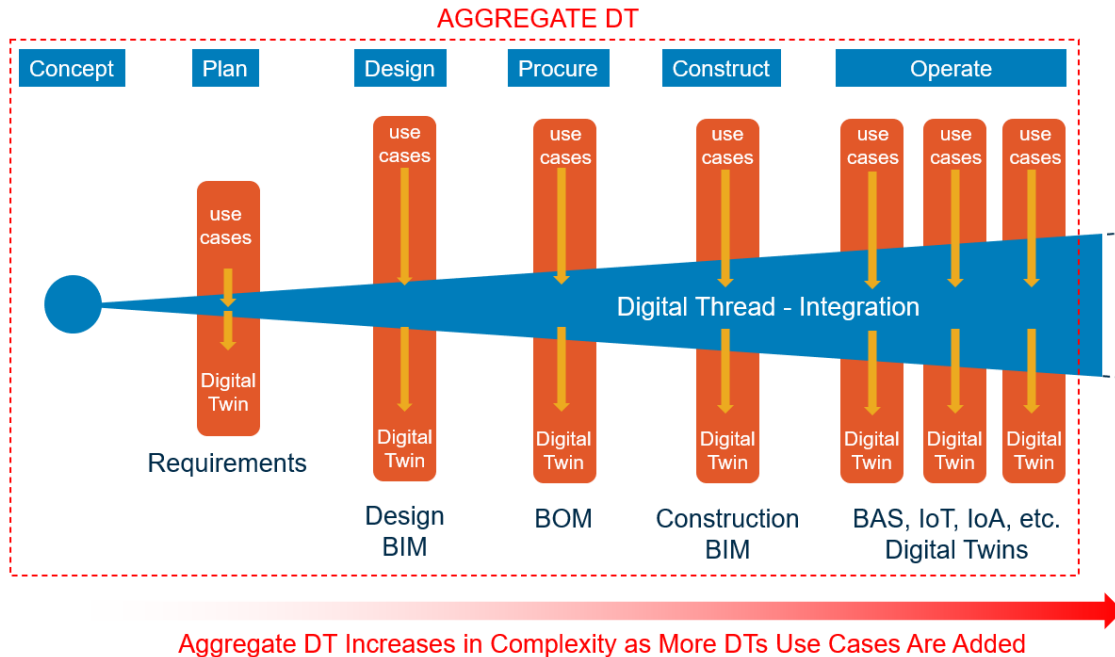 AGGREGATE DT
Concept
Plan
Design
Procure
Construct
Operate
use
cases
Digital
Twin
Requirements
use
cases
Digital
Twin
Design
BIM
use
cases
Digital
Twin
BOM
use
cases
Digital
Twin
Construction
BIM
use
cases
Digital
Twin
use
cases
Digital
Twin
use
cases
Digital
Twin
BAS, IoT, IoA, etc.
Digital Twins
Digital Thread - Integration
Aggregate DT Increases in Complexity as More DTs Use Cases Are Added